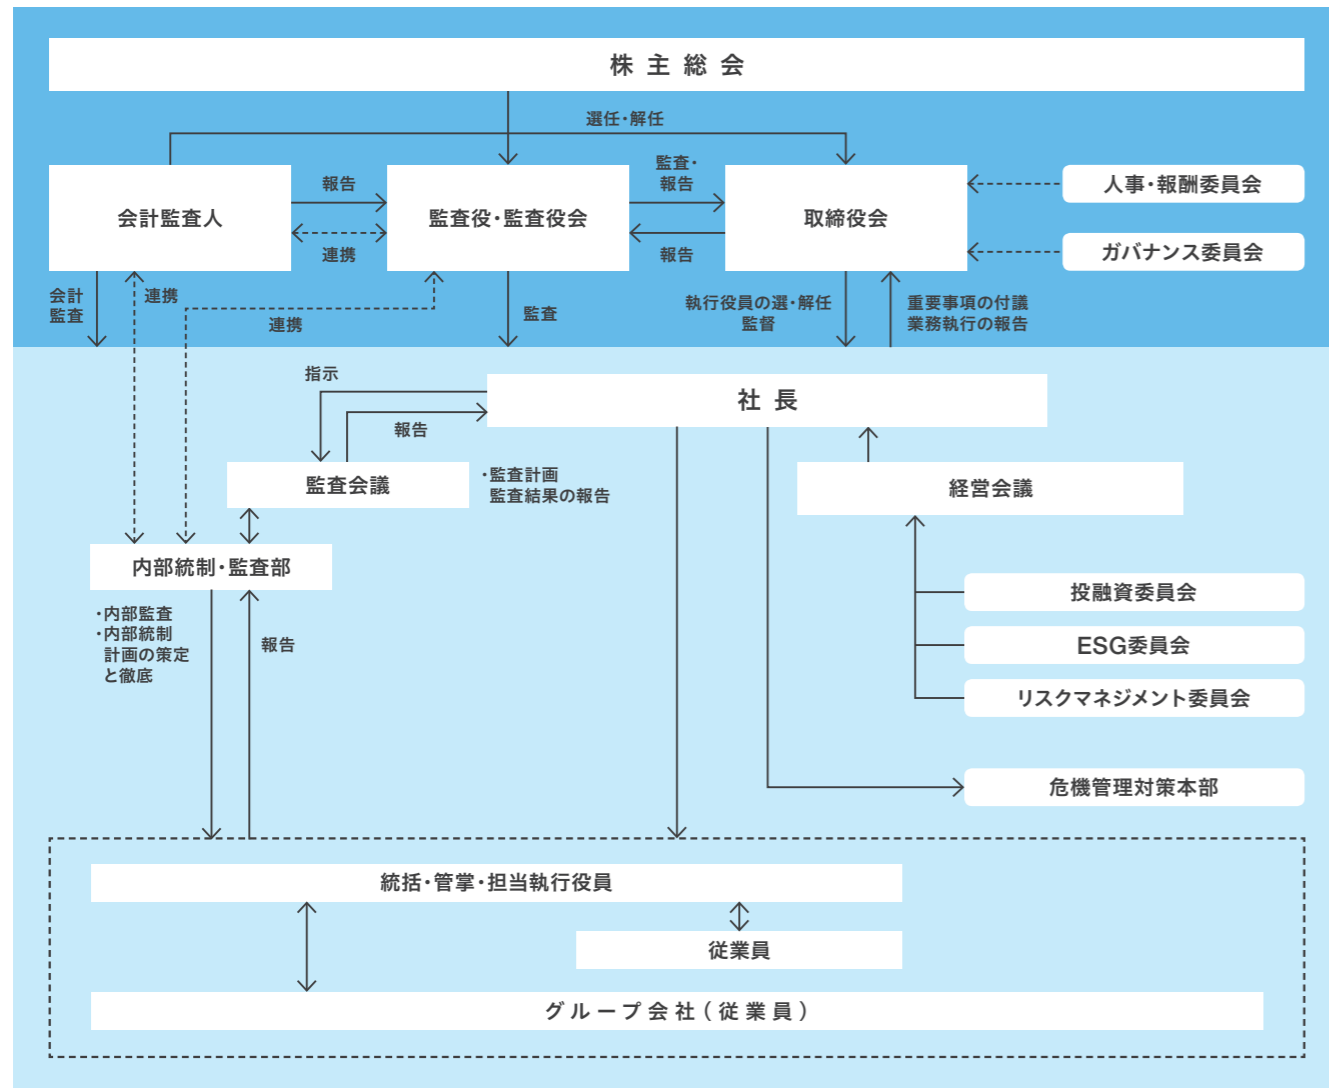 株主総会
選任・解任
会計監査人
報告
連携
監査役・監査役会
監査・
報告
報告
取締役会
人事・報酬委員会
ガバナンス委員会
会計
監査
連携
連携
監査
執行役員の選・解任
監督
重要事項の付議
業務執行の報告
指示
報告
社長
監査会議
・監査計画
監査結果の報告
経営会議
内部統制・監査部
・内部監査
・内部統制
計画の策定
と徹底
報告
投融資委員会
ESG委員会
リスクマネジメント委員会
危機管理対策本部
統括・管掌・担当執行役員
従業員
グループ会社(従業員)